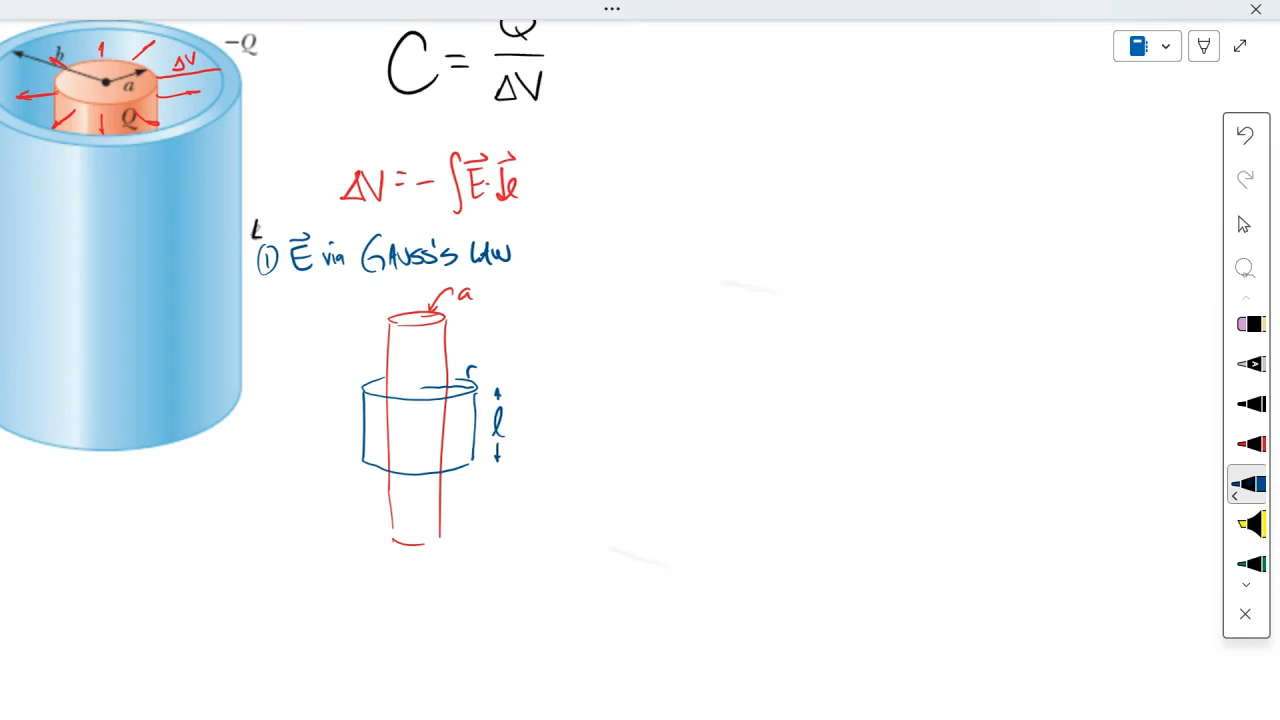 b
a
ΔV
Q
-Q
C = Q / ΔV
ΔV = - ∫ E⃗ · dl⃗
L
① E⃗ via GAUSS'S LAW
a
r
l